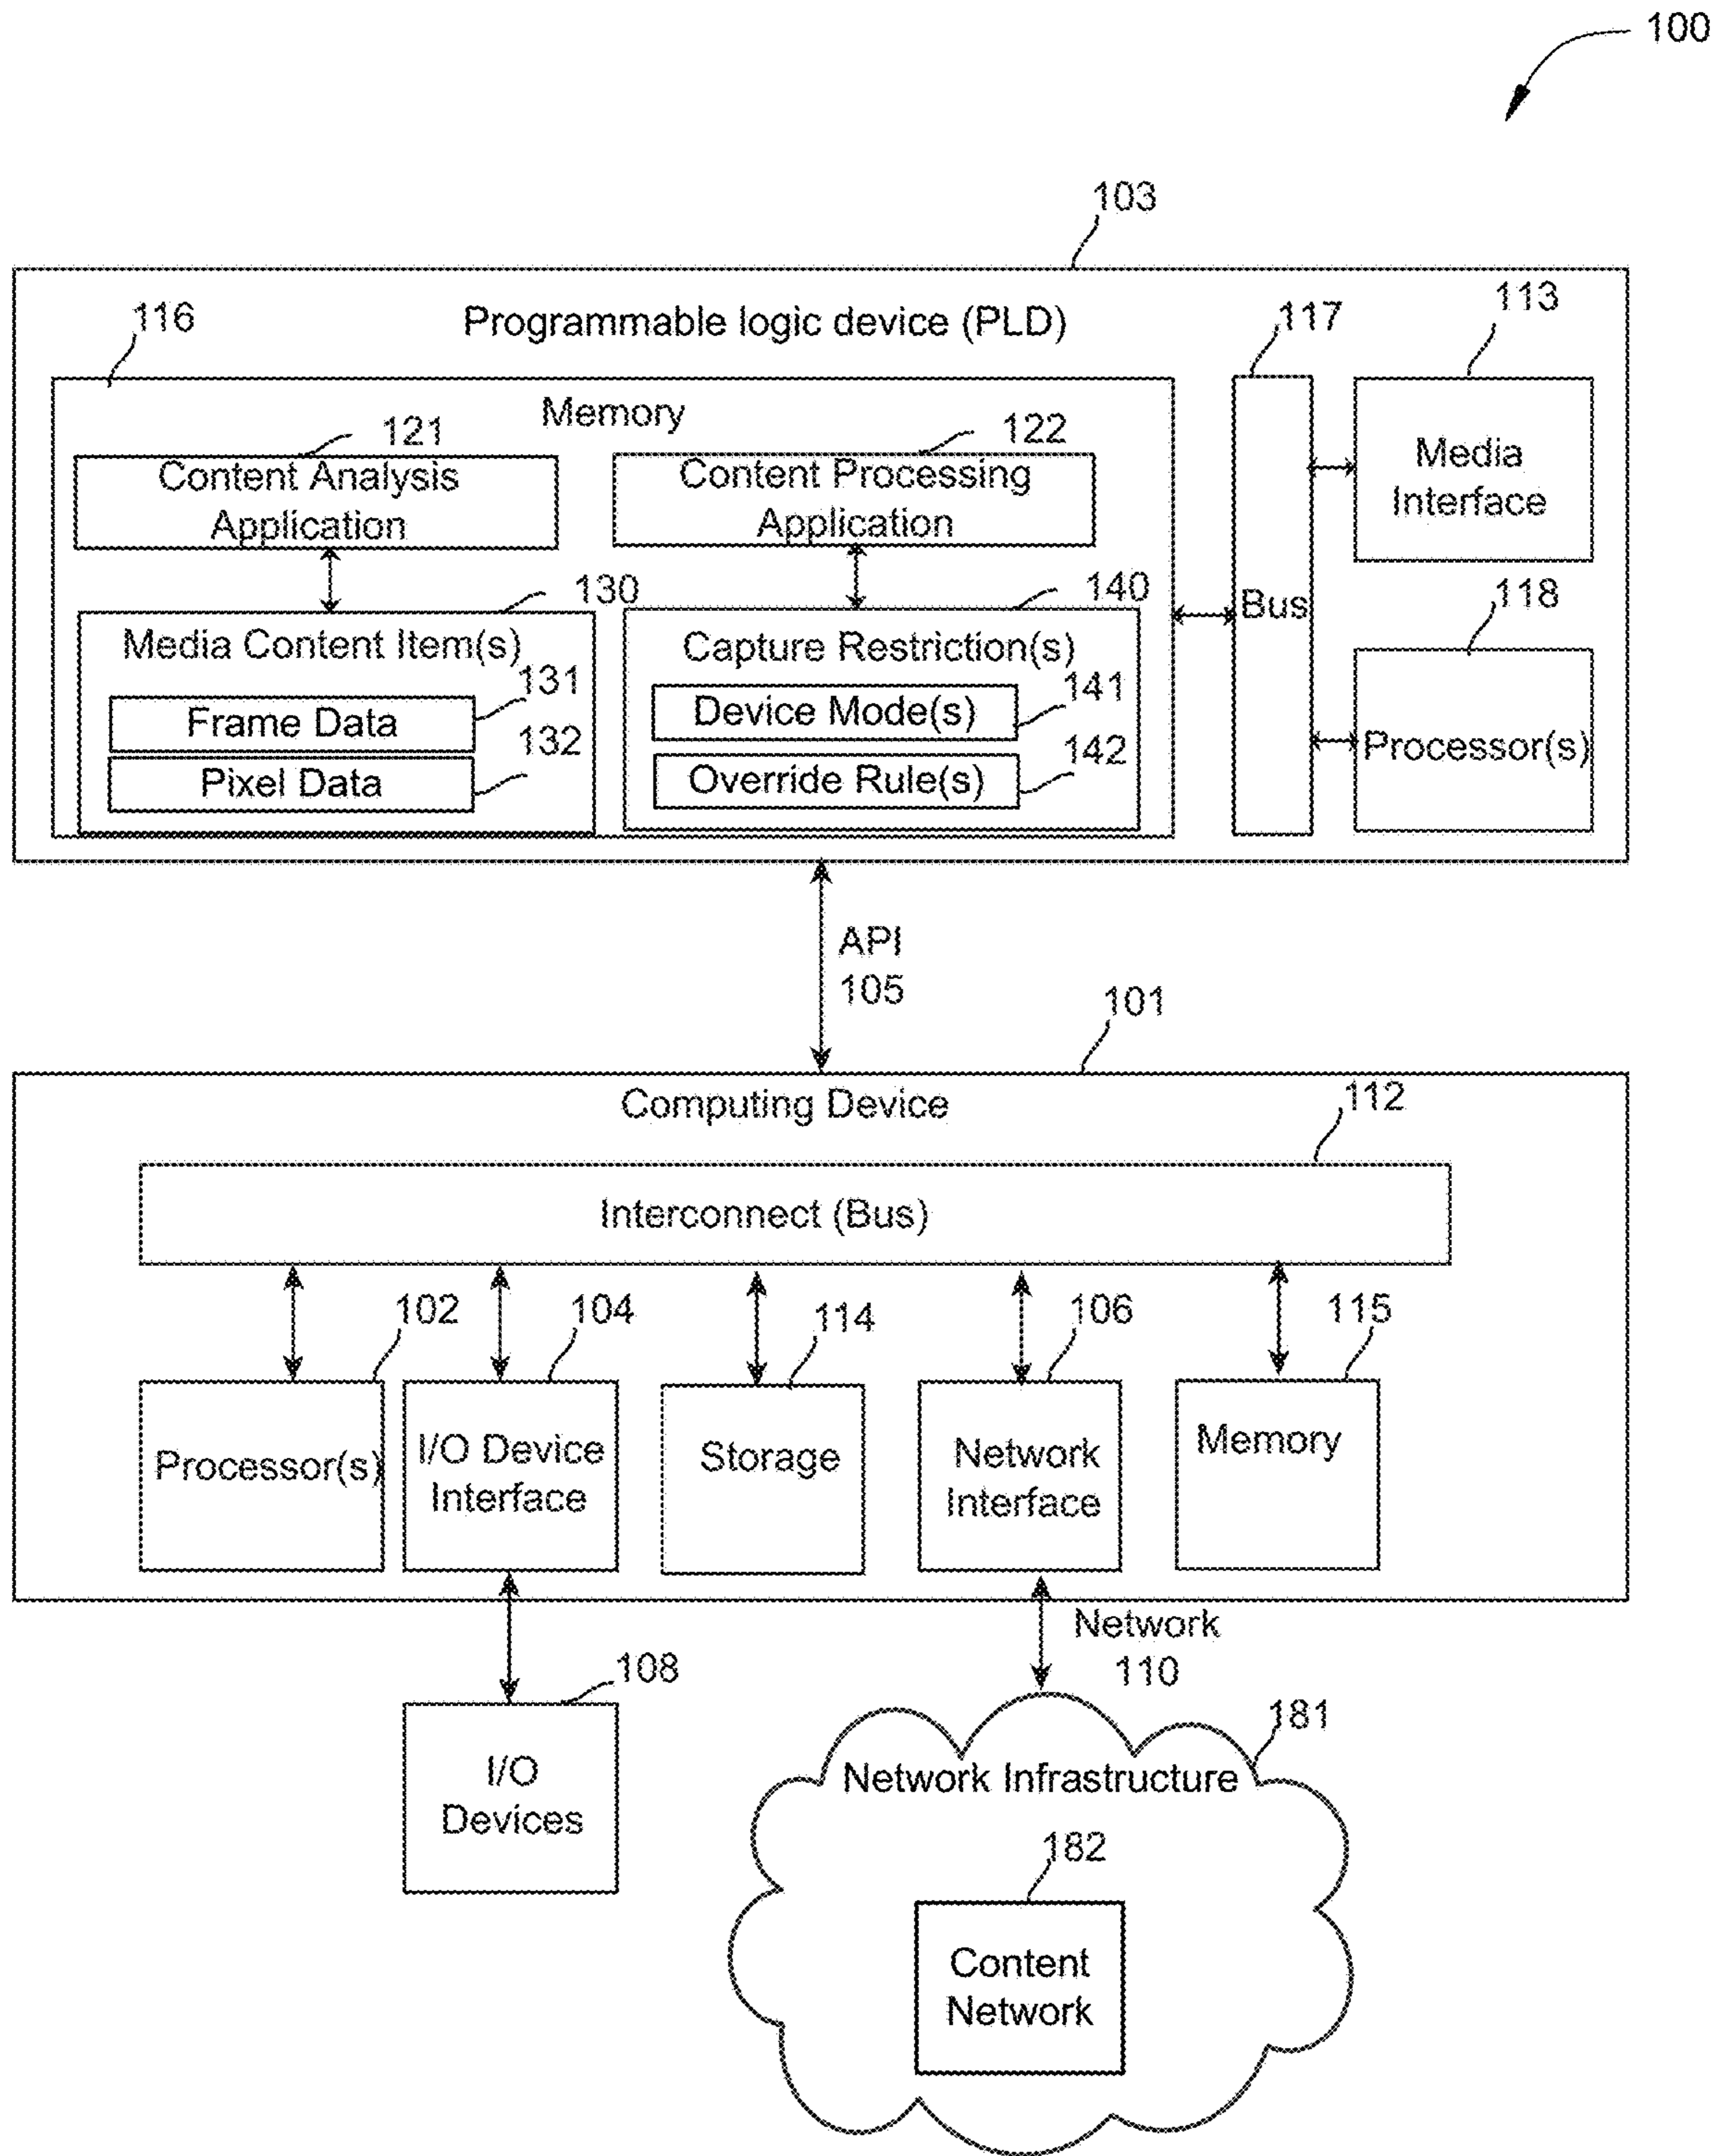 100
103
116
Programmable logic device (PLD)
117
113
Memory
121
122
Content Analysis
Application
Content Processing
Application
Media
Interface
130
140
Bus
118
Media Content Item(s)
Capture Restriction(s)
131
141
Frame Data
Device Mode(s)
132
142
Processor(s)
Pixel Data
Override Rule(s)
API
105
101
Computing Device
112
Interconnect (Bus)
102
104
114
106
115
Processor(s)
I/O Device
Interface
Storage
Network
Interface
Memory
Network
110
108
181
I/O
Devices
Network Infrastructure
182
Content
Network